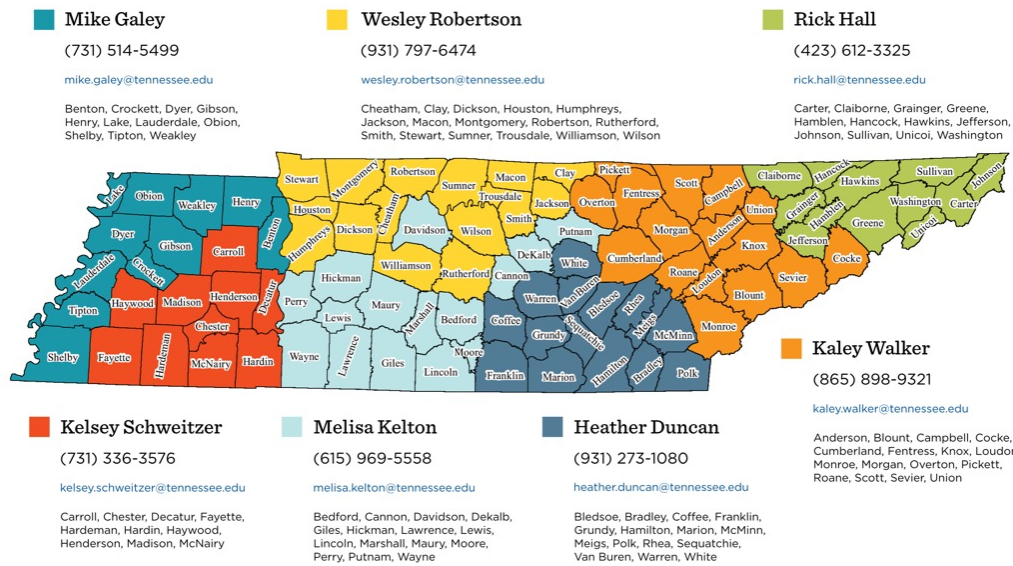 Mike Galey
(731) 514-5499
mike.galey@tennessee.edu
Benton, Crockett, Dyer, Gibson,
Henry, Lake, Lauderdale, Obion,
Shelby, Tipton, Weakley
Wesley Robertson
(931) 797-6474
wesley.robertson@tennessee.edu
Cheatham, Clay, Dickson, Houston, Humphreys,
Jackson, Macon, Montgomery, Robertson, Rutherford,
Smith, Stewart, Sumner, Trousdale, Williamson, Wilson
Rick Hall
(423) 612-3325
rick.hall@tennessee.edu
Carter, Claiborne, Grainger, Greene,
Hamblen, Hancock, Hawkins, Jefferson,
Johnson, Sullivan, Unicoi, Washington
Lake
Obion
Weakley
Henry
Dyer
Gibson
Benton
Carroll
Lauderdale
Crockett
Haywood
Madison
Henderson
Decatur
Tipton
Chester
Shelby
Fayette
Hardeman
McNairy
Hardin
Stewart
Montgomery
Robertson
Sumner
Macon
Clay
Trousdale
Houston
Cheatham
Smith
Jackson
Humphreys
Dickson
Davidson
Wilson
Putnam
DeKalb
White
Williamson
Rutherford
Cannon
Hickman
Perry
Lewis
Maury
Marshall
Bedford
Coffee
Warren
Van Buren
Bledsoe
Rhea
Meigs
McMinn
Wayne
Lawrence
Giles
Lincoln
Moore
Grundy
Sequatchie
Franklin
Marion
Hamilton
Bradley
Polk
Pickett
Overton
Fentress
Scott
Campbell
Claiborne
Hancock
Hawkins
Sullivan
Johnson
Union
Grainger
Hamblen
Washington
Carter
Morgan
Anderson
Knox
Jefferson
Greene
Unicoi
Cumberland
Roane
Loudon
Blount
Sevier
Cocke
Monroe
Kaley Walker
(865) 898-9321
kaley.walker@tennessee.edu
Anderson, Blount, Campbell, Cocke,
Cumberland, Fentress, Knox, Loudon
Monroe, Morgan, Overton, Pickett,
Roane, Scott, Sevier, Union
Kelsey Schweitzer
(731) 336-3576
kelsey.schweitzer@tennessee.edu
Carroll, Chester, Decatur, Fayette,
Hardeman, Hardin, Haywood,
Henderson, Madison, McNairy
Melisa Kelton
(615) 969-5558
melisa.kelton@tennessee.edu
Bedford, Cannon, Davidson, Dekalb,
Giles, Hickman, Lawrence, Lewis,
Lincoln, Marshall, Maury, Moore,
Perry, Putnam, Wayne
Heather Duncan
(931) 273-1080
heather.duncan@tennessee.edu
Bledsoe, Bradley, Coffee, Franklin,
Grundy, Hamilton, Marion, McMinn,
Meigs, Polk, Rhea, Sequatchie,
Van Buren, Warren, White